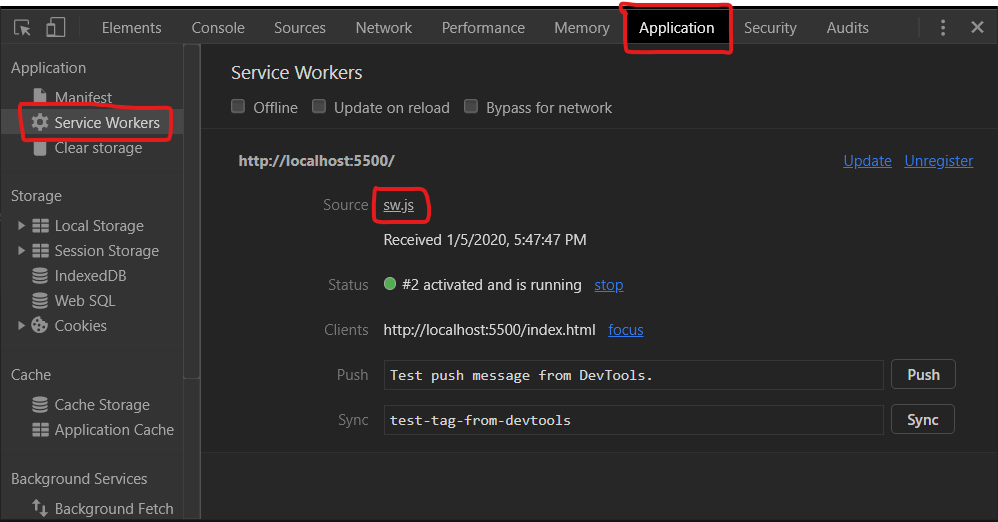 Elements Console Sources Network Performance Memory Application Security Audits
Application
Manifest
Service Workers
Clear storage
Storage
Local Storage
Session Storage
IndexedDB
Web SQL
Cookies
Cache
Cache Storage
Application Cache
Background Services
Background Fetch
Service Workers
Offline Update on reload Bypass for network
http://localhost:5500/ Update Unregister
Source sw.js
Received 1/5/2020, 5:47:47 PM
Status #2 activated and is running stop
Clients http://localhost:5500/index.html focus
Push Test push message from DevTools. Push
Sync test-tag-from-devtools Sync